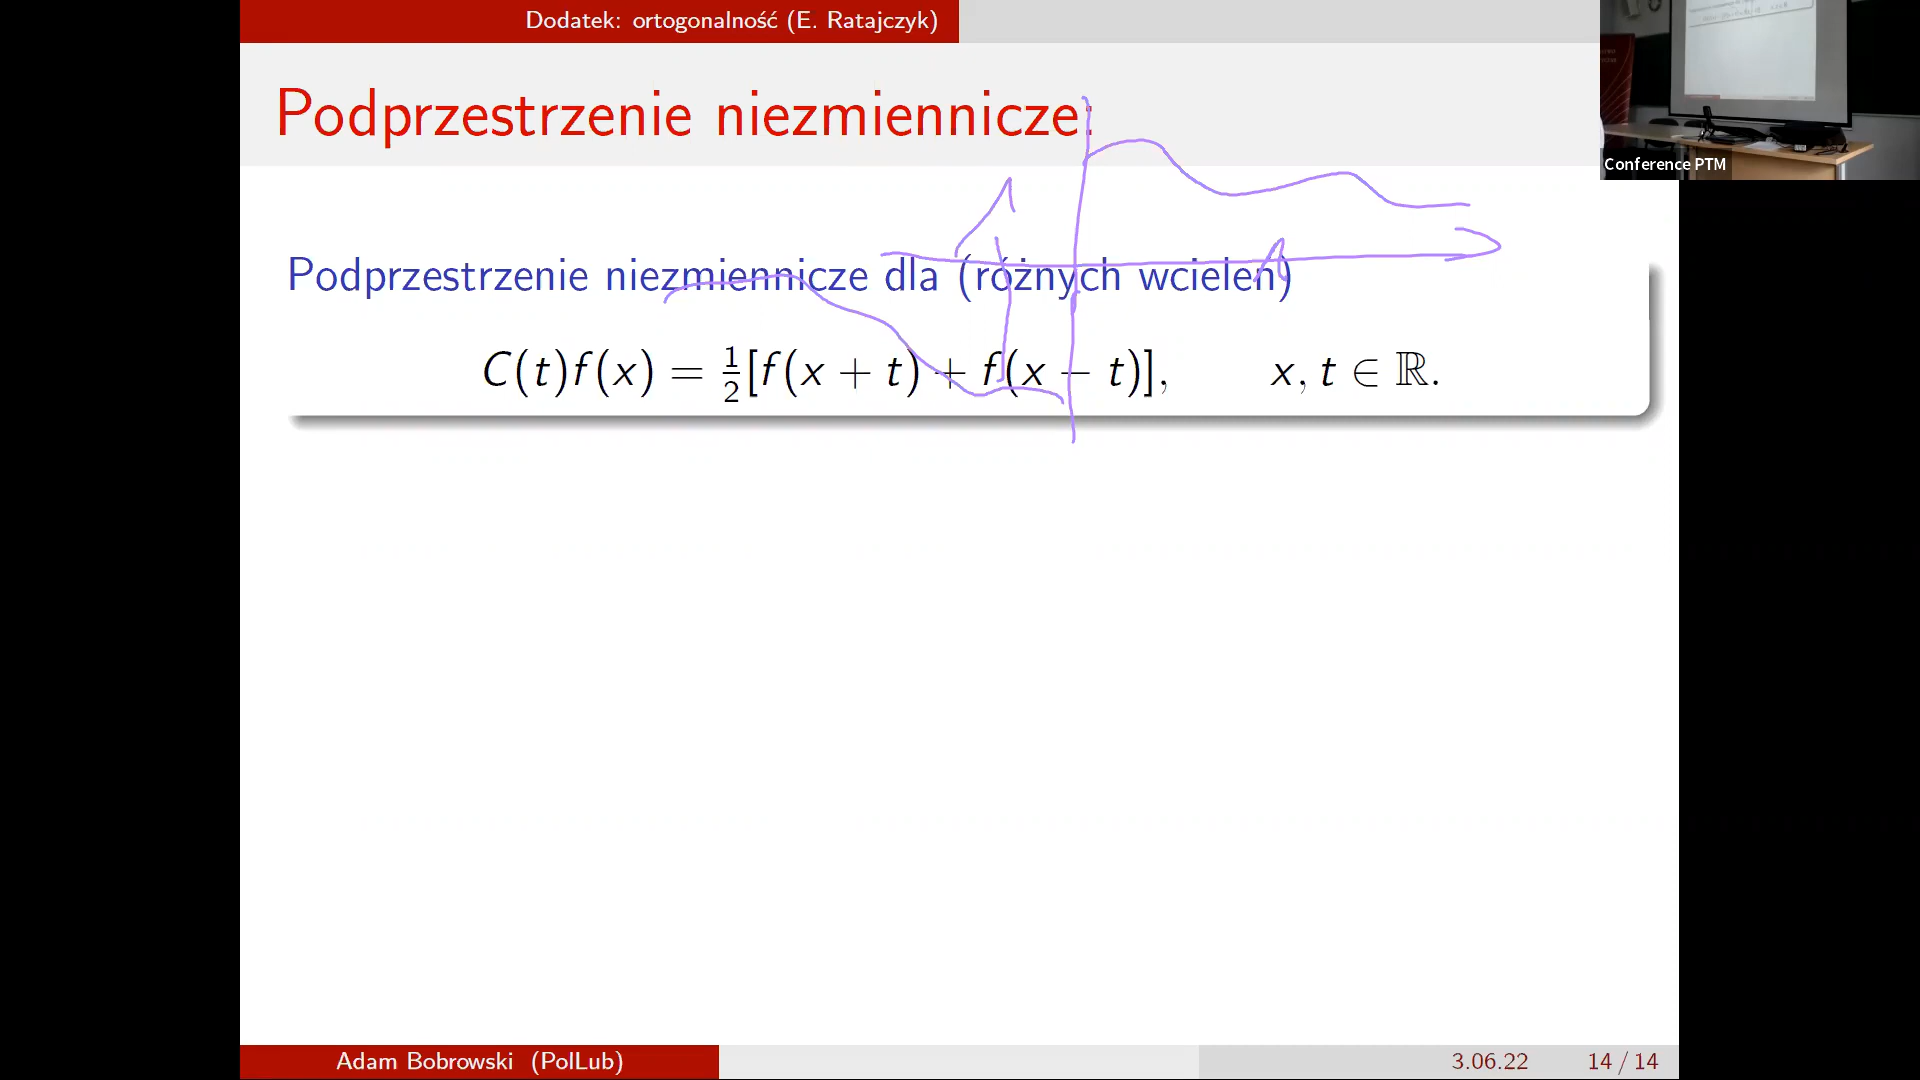 Dodatek: ortogonalność (E. Ratajczyk)
Podprzestrzenie niezmiennicze:
Conference PTM
Podprzestrzenie niezmiennicze dla (różnych wcieleń)
C(t)f(x) = ½[f(x + t) + f(x − t)], x, t ∈ ℝ.
Adam Bobrowski (PolLub) 3.06.22 14 / 14